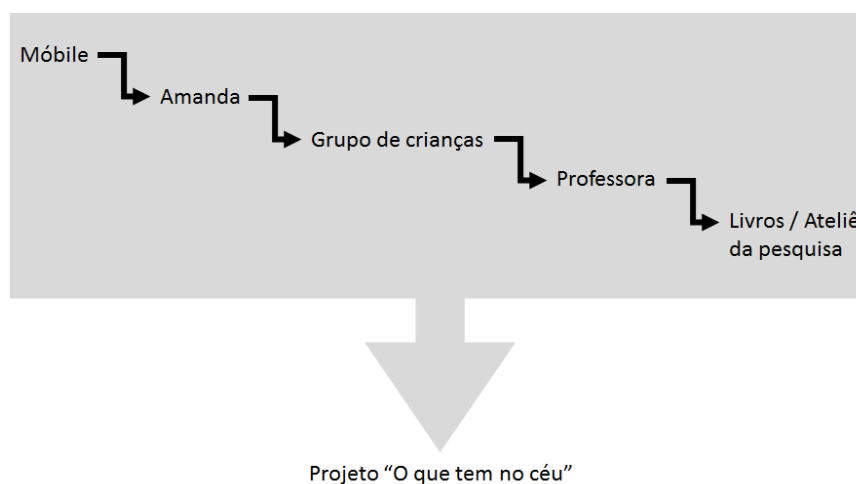 Móbile
Amanda
Grupo de crianças
Professora
Livros / Ateliê
da pesquisa
Projeto “O que tem no céu”